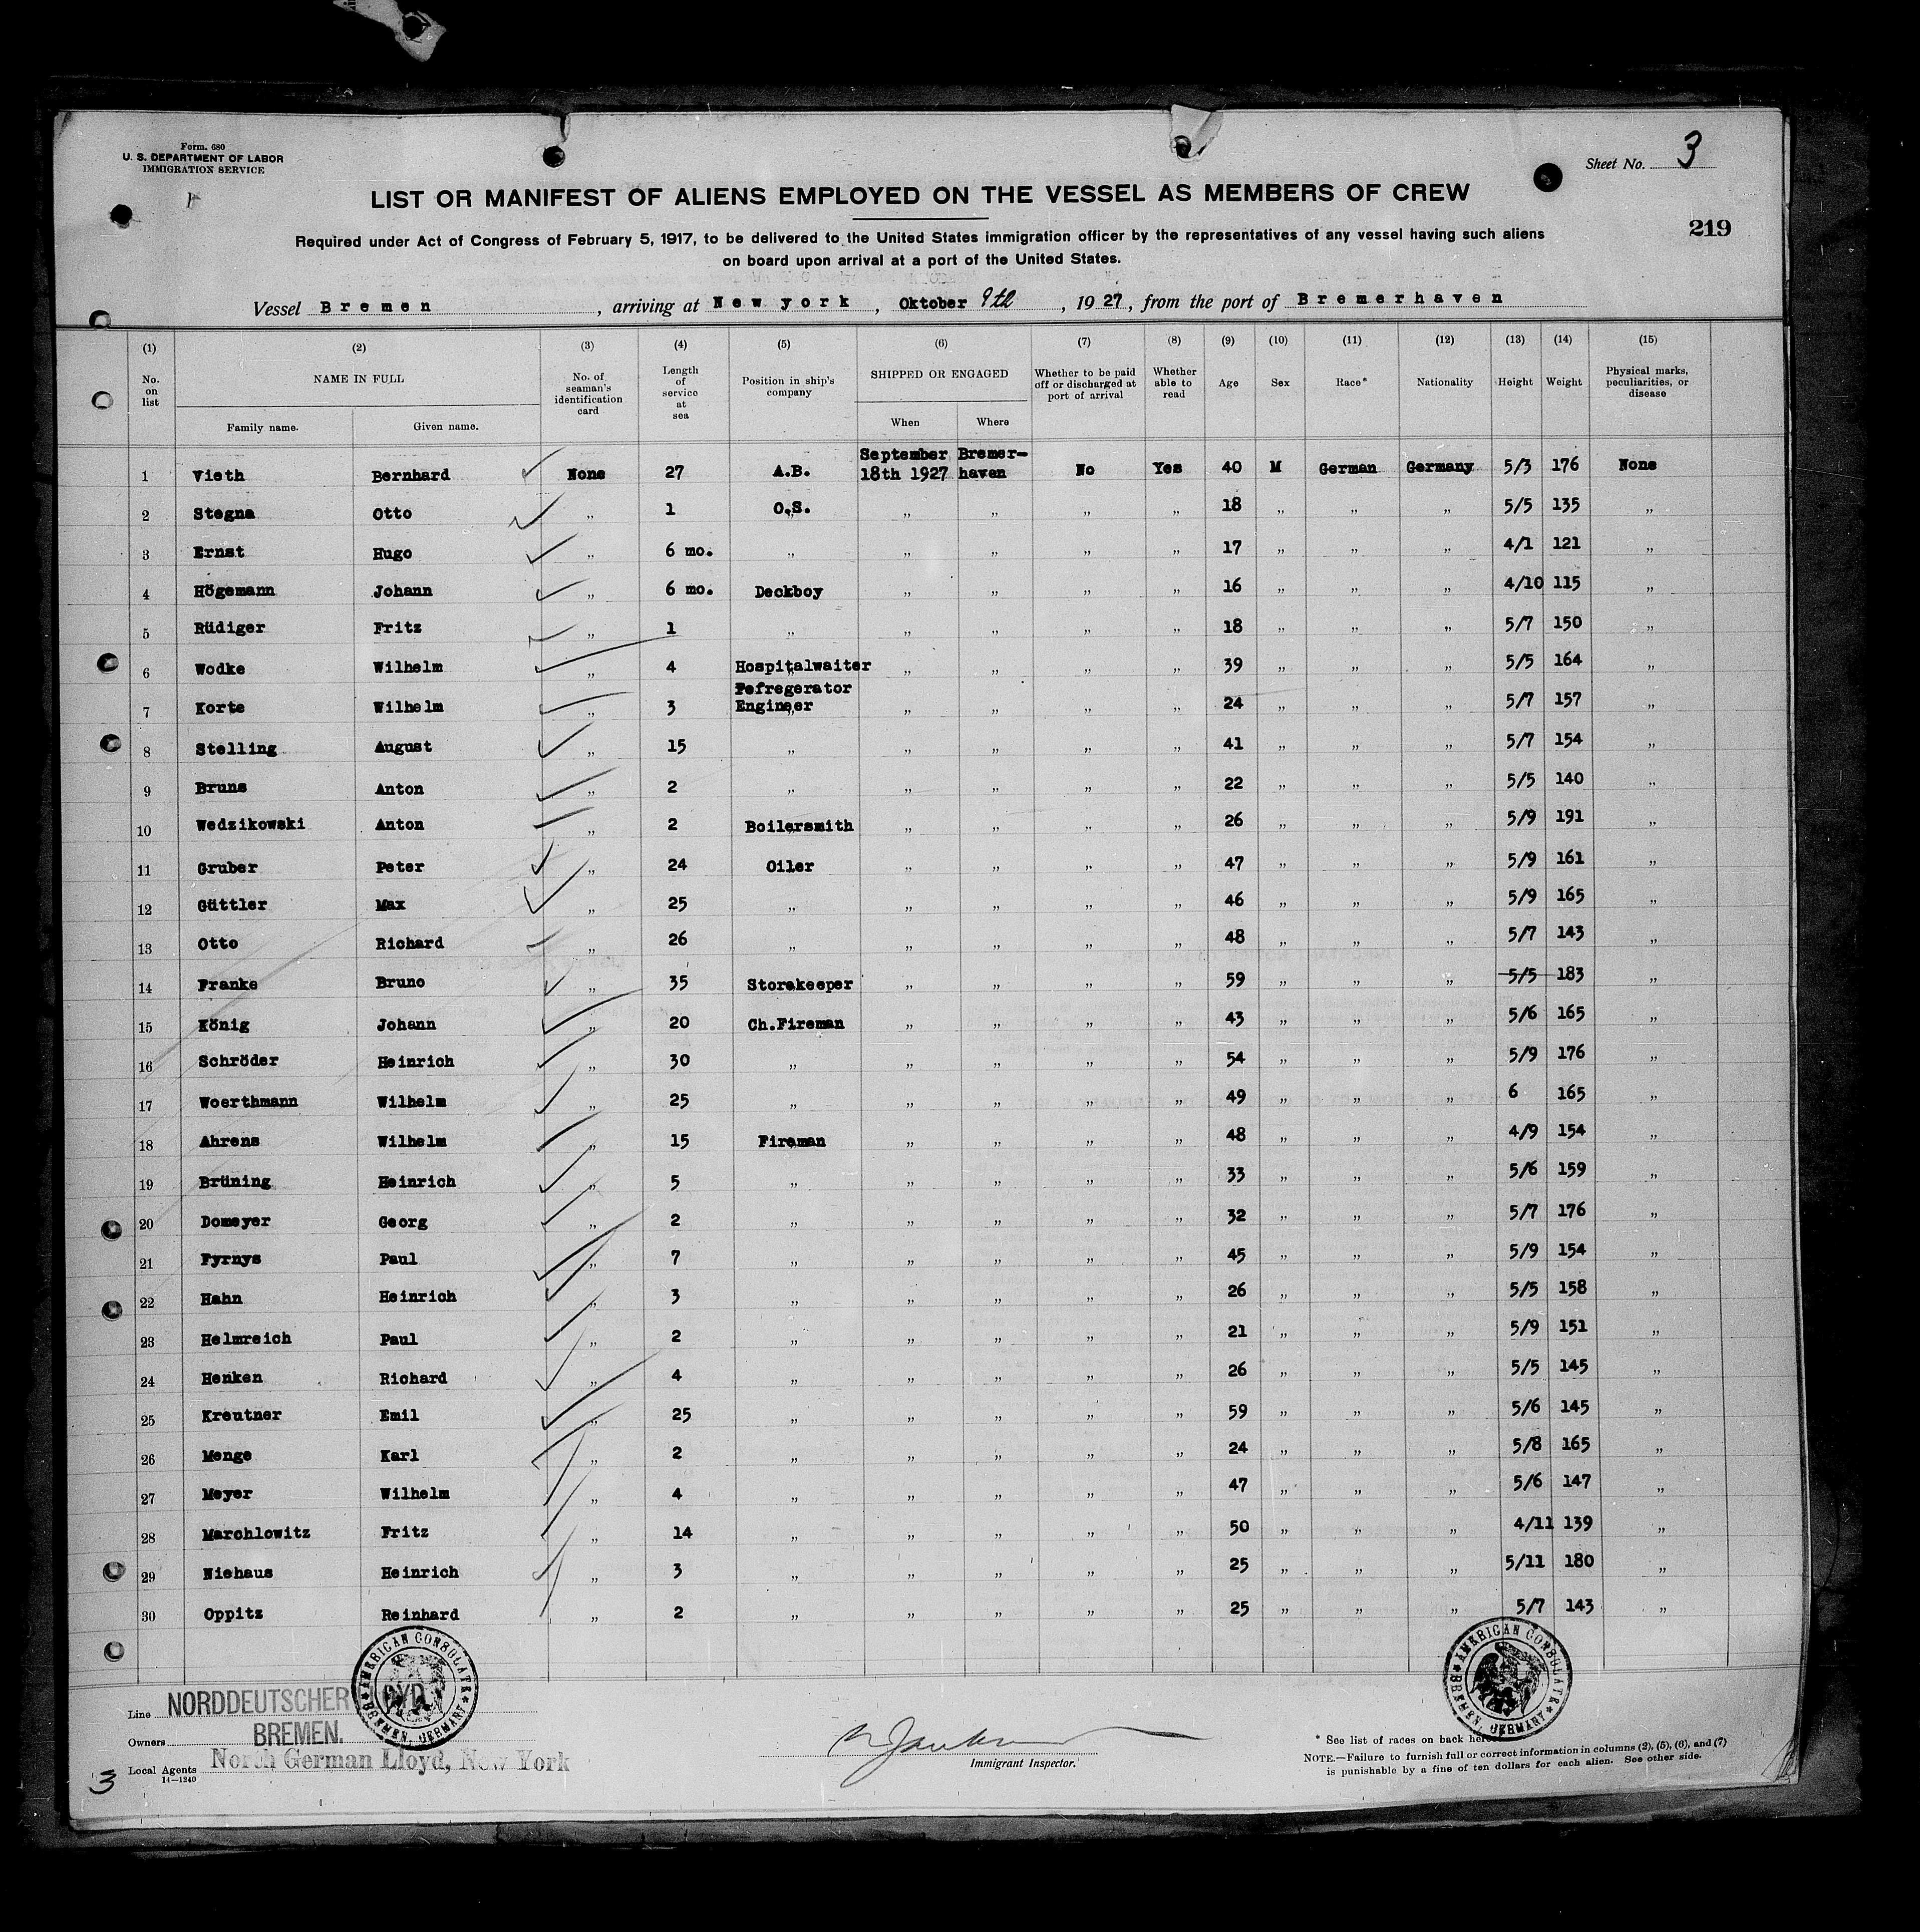 Form. 680
U. S. DEPARTMENT OF LABOR
IMMIGRATION SERVICE
Sheet No. 3
LIST OR MANIFEST OF ALIENS EMPLOYED ON THE VESSEL AS MEMBERS OF CREW
219
Required under Act of Congress of February 5, 1917, to be delivered to the United States immigration officer by the representatives of any vessel having such aliens
on board upon arrival at a port of the United States.
Vessel Bremen, arriving at New york, Oktober 9th, 1927, from the port of Bremerhaven
(1) (2) (3) (4) (5) (6) (7) (8) (9) (10) (11) (12) (13) (14) (15)
No. on list NAME IN FULL No. of seaman's identification card Length of service at sea Position in ship's company SHIPPED OR ENGAGED Whether to be paid off or discharged at port of arrival Whether able to read Age Sex Race* Nationality Height Weight Physical marks, peculiarities, or disease
Family name. Given name. When Where
1 Vieth Bernhard None 27 A.B. September 18th 1927 Bremer-haven No Yes 40 M German Germany 5/3 176 None
2 Stegna Otto „ 1 O.S. „ „ „ „ 18 „ „ „ 5/5 135 „
3 Ernst Hugo „ 6 mo. „ „ „ „ „ 17 „ „ „ 4/1 121 „
4 Högemann Johann „ 6 mo. Deckboy „ „ „ „ 16 „ „ „ 4/10 115 „
5 Rüdiger Fritz „ 1 „ „ „ „ „ 18 „ „ „ 5/7 150 „
6 Wodke Wilhelm „ 4 Hospitalwaiter „ „ „ „ 39 „ „ „ 5/5 164 „
7 Korte Wilhelm „ 3 Refregerator Engineer „ „ „ „ 24 „ „ „ 5/7 157 „
8 Stelling August „ 15 „ „ „ „ „ 41 „ „ „ 5/7 154 „
9 Bruns Anton „ 2 „ „ „ „ „ 22 „ „ „ 5/5 140 „
10 Wedzikowski Anton „ 2 Boilersmith „ „ „ „ 26 „ „ „ 5/9 191 „
11 Gruber Peter „ 24 Oiler „ „ „ „ 47 „ „ „ 5/9 161 „
12 Güttler Max „ 25 „ „ „ „ „ 46 „ „ „ 5/9 165 „
13 Otto Richard „ 26 „ „ „ „ „ 48 „ „ „ 5/7 143 „
14 Franke Bruno „ 35 Storekeeper „ „ „ „ 59 „ „ „ 5/5 183 „
15 König Johann „ 20 Ch.Fireman „ „ „ „ 43 „ „ „ 5/6 165 „
16 Schröder Heinrich „ 30 „ „ „ „ „ 54 „ „ „ 5/9 176 „
17 Woerthmann Wilhelm „ 25 „ „ „ „ „ 49 „ „ „ 6 165 „
18 Ahrens Wilhelm „ 15 Fireman „ „ „ „ 48 „ „ „ 4/9 154 „
19 Brüning Heinrich „ 5 „ „ „ „ „ 33 „ „ „ 5/6 159 „
20 Domeyer Georg „ 2 „ „ „ „ „ 32 „ „ „ 5/7 176 „
21 Fyrnys Paul „ 7 „ „ „ „ „ 45 „ „ „ 5/9 154 „
22 Hahn Heinrich „ 3 „ „ „ „ „ 26 „ „ „ 5/5 158 „
23 Helmreich Paul „ 2 „ „ „ „ „ 21 „ „ „ 5/9 151 „
24 Henken Richard „ 4 „ „ „ „ „ 26 „ „ „ 5/5 145 „
25 Kreutner Emil „ 25 „ „ „ „ „ 59 „ „ „ 5/6 145 „
26 Menge Karl „ 2 „ „ „ „ „ 24 „ „ „ 5/8 165 „
27 Meyer Wilhelm „ 4 „ „ „ „ „ 47 „ „ „ 5/6 147 „
28 Marchlowitz Fritz „ 14 „ „ „ „ „ 50 „ „ „ 4/11 139 „
29 Niehaus Heinrich „ 3 „ „ „ „ „ 25 „ „ „ 5/11 180 „
30 Oppitz Reinhard „ 2 „ „ „ „ „ 25 „ „ „ 5/7 143 „
AMERICAN CONSULATE BREMEN, GERMANY
AMERICAN CONSULATE BREMEN, GERMANY
Line NORDDEUTSCHER LLOYD
Owners BREMEN.
Local Agents North German Lloyd, New York
14—1240
3
Immigrant Inspector.
* See list of races on back hereof.
NOTE.—Failure to furnish full or correct information in columns (2), (5), (6), and (7)
is punishable by a fine of ten dollars for each alien. See other side.